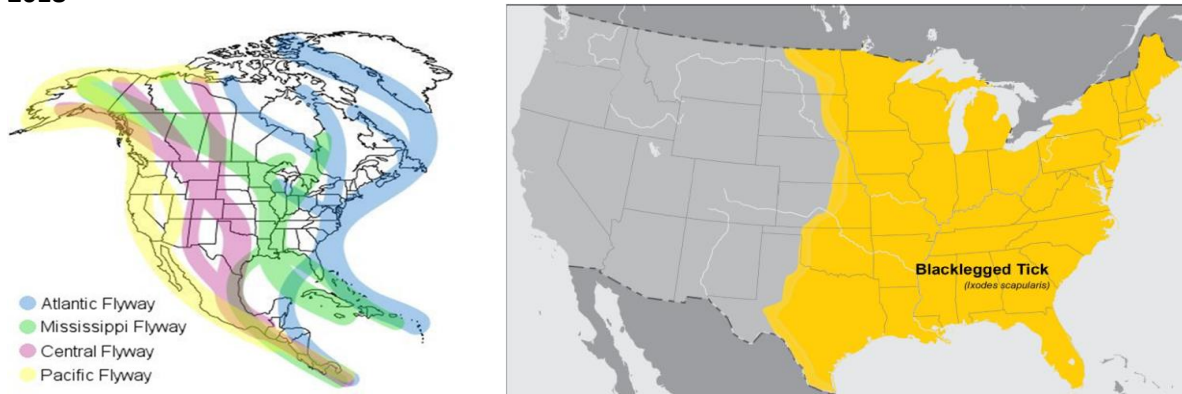 Atlantic Flyway
Mississippi Flyway
Central Flyway
Pacific Flyway
Blacklegged Tick
(Ixodes scapularis)